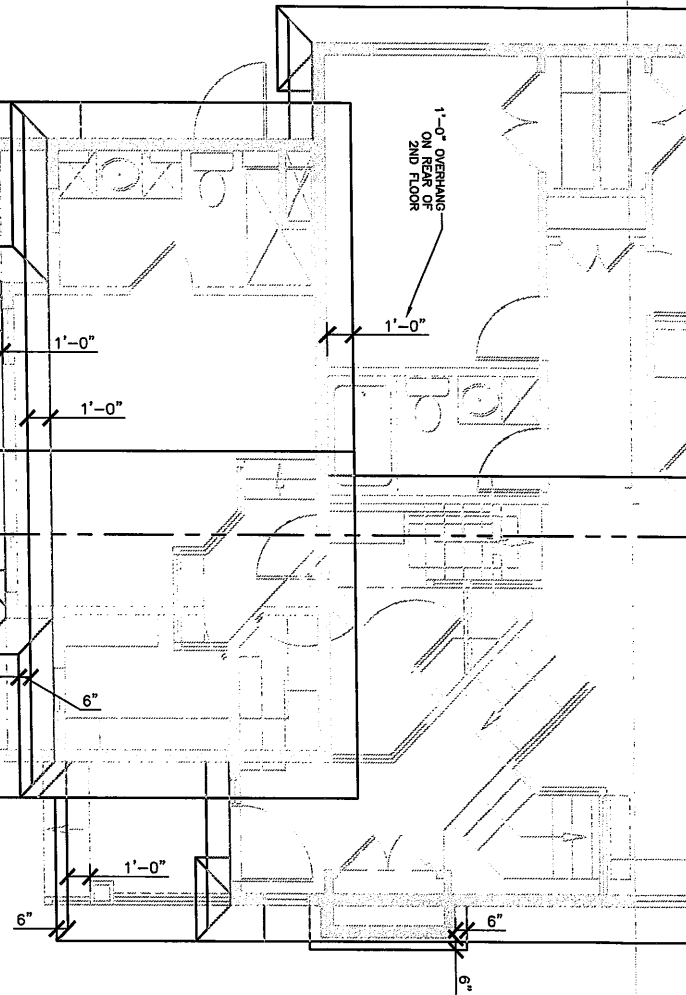 1'-0" OVERHANG
ON REAR OF
2ND FLOOR
1'-0"
1'-0"
1'-0"
6"
1'-0"
6"
6"
6"